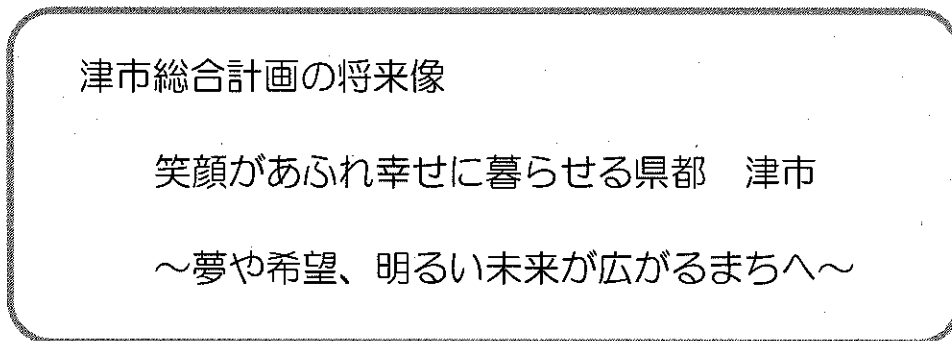 津市総合計画の将来像
笑顔があふれ幸せに暮らせる県都　津市
～夢や希望、明るい未来が広がるまちへ～